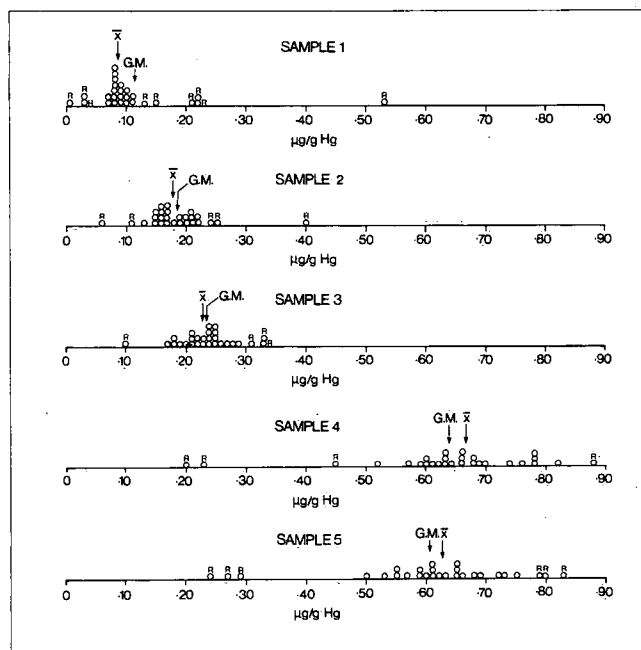 x̄
G.M.
SAMPLE 1
R R R R R R R R R R
0 .10 .20 .30 .40 .50 .60 .70 .80 .90
µg/g Hg
x̄
SAMPLE 2
G.M.
R R R R R
0 .10 .20 .30 .40 .50 .60 .70 .80 .90
µg/g Hg
SAMPLE 3
x̄ G.M.
R R R R
0 .10 .20 .30 .40 .50 .60 .70 .80 .90
µg/g Hg
SAMPLE 4
G.M. x̄
R R R R
0 .10 .20 .30 .40 .50 .60 .70 .80 .90
µg/g Hg
SAMPLE 5
G.M. x̄
R R R R R R
0 .10 .20 .30 .40 .50 .60 .70 .80 .90
µg/g Hg